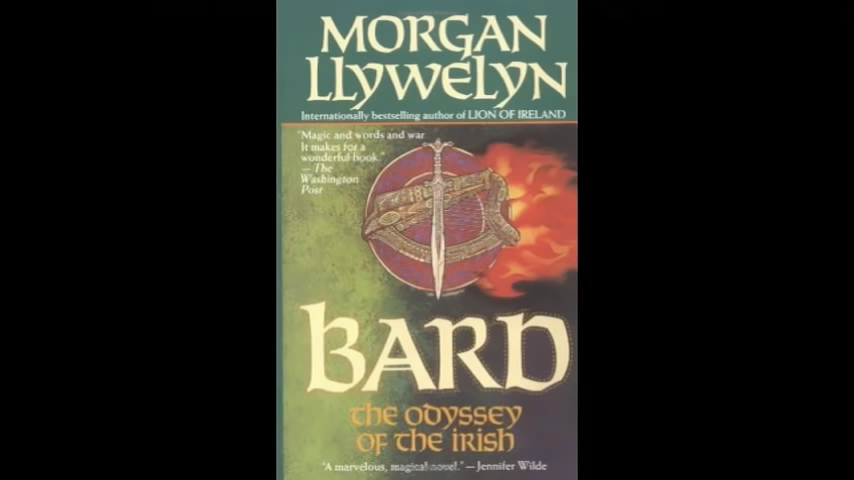 MORGAN
LLYWELYN
Internationally bestselling author of LION OF IRELAND
"Magic and words and war
It makes for a
wonderful book."
— The
Washington
Post
BARD
the odyssey
of the irish
"A marvelous, magical novel." — Jennifer Wilde